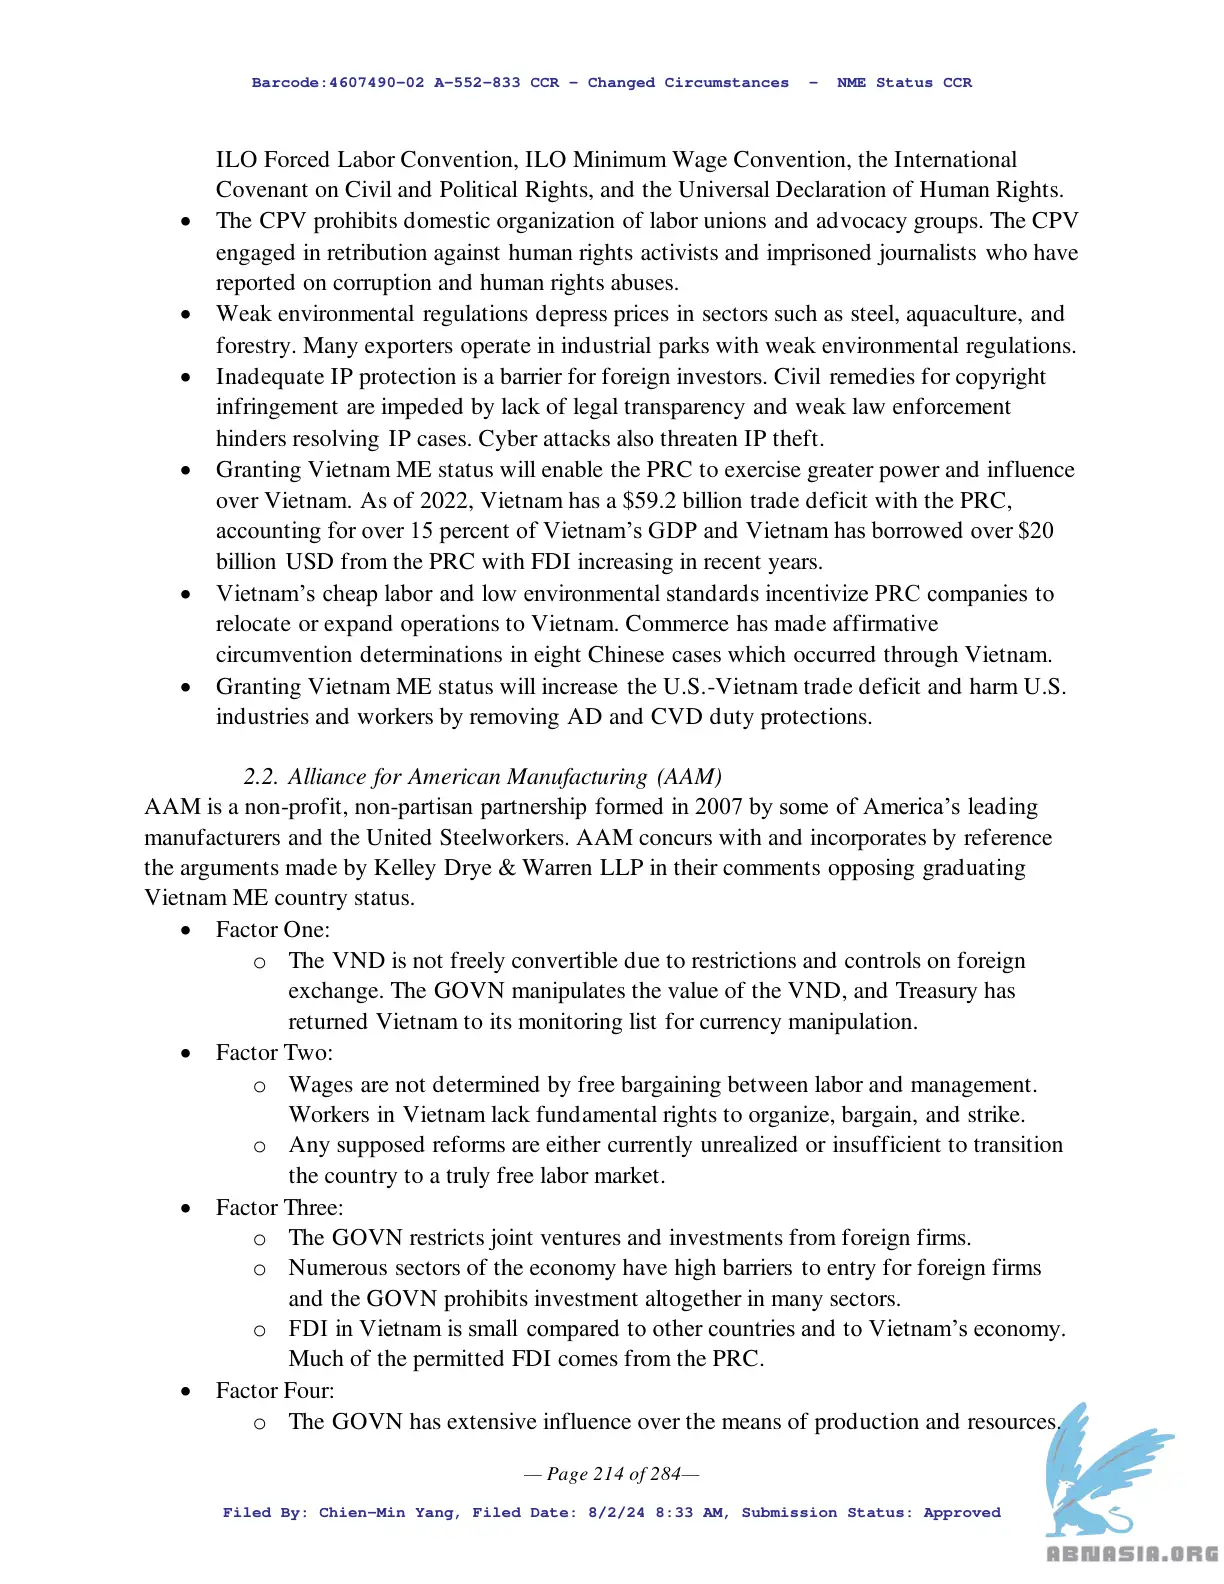 Barcode:4607490-02 A-552-833 CCR - Changed Circumstances - NME Status CCR
ILO Forced Labor Convention, ILO Minimum Wage Convention, the International
Covenant on Civil and Political Rights, and the Universal Declaration of Human Rights.
• The CPV prohibits domestic organization of labor unions and advocacy groups. The CPV
engaged in retribution against human rights activists and imprisoned journalists who have
reported on corruption and human rights abuses.
• Weak environmental regulations depress prices in sectors such as steel, aquaculture, and
forestry. Many exporters operate in industrial parks with weak environmental regulations.
• Inadequate IP protection is a barrier for foreign investors. Civil remedies for copyright
infringement are impeded by lack of legal transparency and weak law enforcement
hinders resolving IP cases. Cyber attacks also threaten IP theft.
• Granting Vietnam ME status will enable the PRC to exercise greater power and influence
over Vietnam. As of 2022, Vietnam has a $59.2 billion trade deficit with the PRC,
accounting for over 15 percent of Vietnam’s GDP and Vietnam has borrowed over $20
billion USD from the PRC with FDI increasing in recent years.
• Vietnam’s cheap labor and low environmental standards incentivize PRC companies to
relocate or expand operations to Vietnam. Commerce has made affirmative
circumvention determinations in eight Chinese cases which occurred through Vietnam.
• Granting Vietnam ME status will increase the U.S.-Vietnam trade deficit and harm U.S.
industries and workers by removing AD and CVD duty protections.
2.2. Alliance for American Manufacturing (AAM)
AAM is a non-profit, non-partisan partnership formed in 2007 by some of America’s leading
manufacturers and the United Steelworkers. AAM concurs with and incorporates by reference
the arguments made by Kelley Drye & Warren LLP in their comments opposing graduating
Vietnam ME country status.
• Factor One:
o The VND is not freely convertible due to restrictions and controls on foreign
exchange. The GOVN manipulates the value of the VND, and Treasury has
returned Vietnam to its monitoring list for currency manipulation.
• Factor Two:
o Wages are not determined by free bargaining between labor and management.
Workers in Vietnam lack fundamental rights to organize, bargain, and strike.
o Any supposed reforms are either currently unrealized or insufficient to transition
the country to a truly free labor market.
• Factor Three:
o The GOVN restricts joint ventures and investments from foreign firms.
o Numerous sectors of the economy have high barriers to entry for foreign firms
and the GOVN prohibits investment altogether in many sectors.
o FDI in Vietnam is small compared to other countries and to Vietnam’s economy.
Much of the permitted FDI comes from the PRC.
• Factor Four:
o The GOVN has extensive influence over the means of production and resources.
— Page 214 of 284—
Filed By: Chien-Min Yang, Filed Date: 8/2/24 8:33 AM, Submission Status: Approved
ABNASIA.ORG